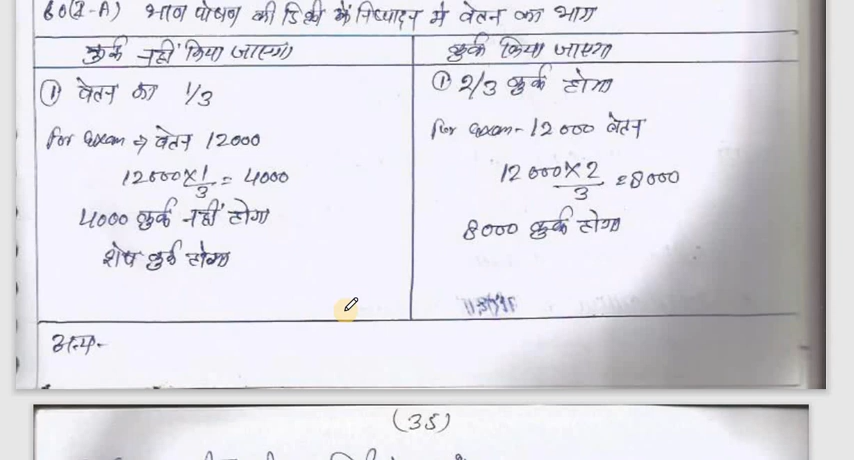 60(1-A) भरण पोषण की डिक्री के निष्पादन में वेतन का भाग
कुर्क नहीं किया जाएगा
① वेतन का 1/3
for exam ⇒ वेतन 12000
12000×1/3 = 4000
4000 कुर्क नहीं होगा
शेष कुर्क होगा
कुर्क किया जाएगा
① 2/3 कुर्क होगा
for exam - 12000 वेतन
12000×2/3 = 8000
8000 कुर्क होगा
अन्य-
(35)